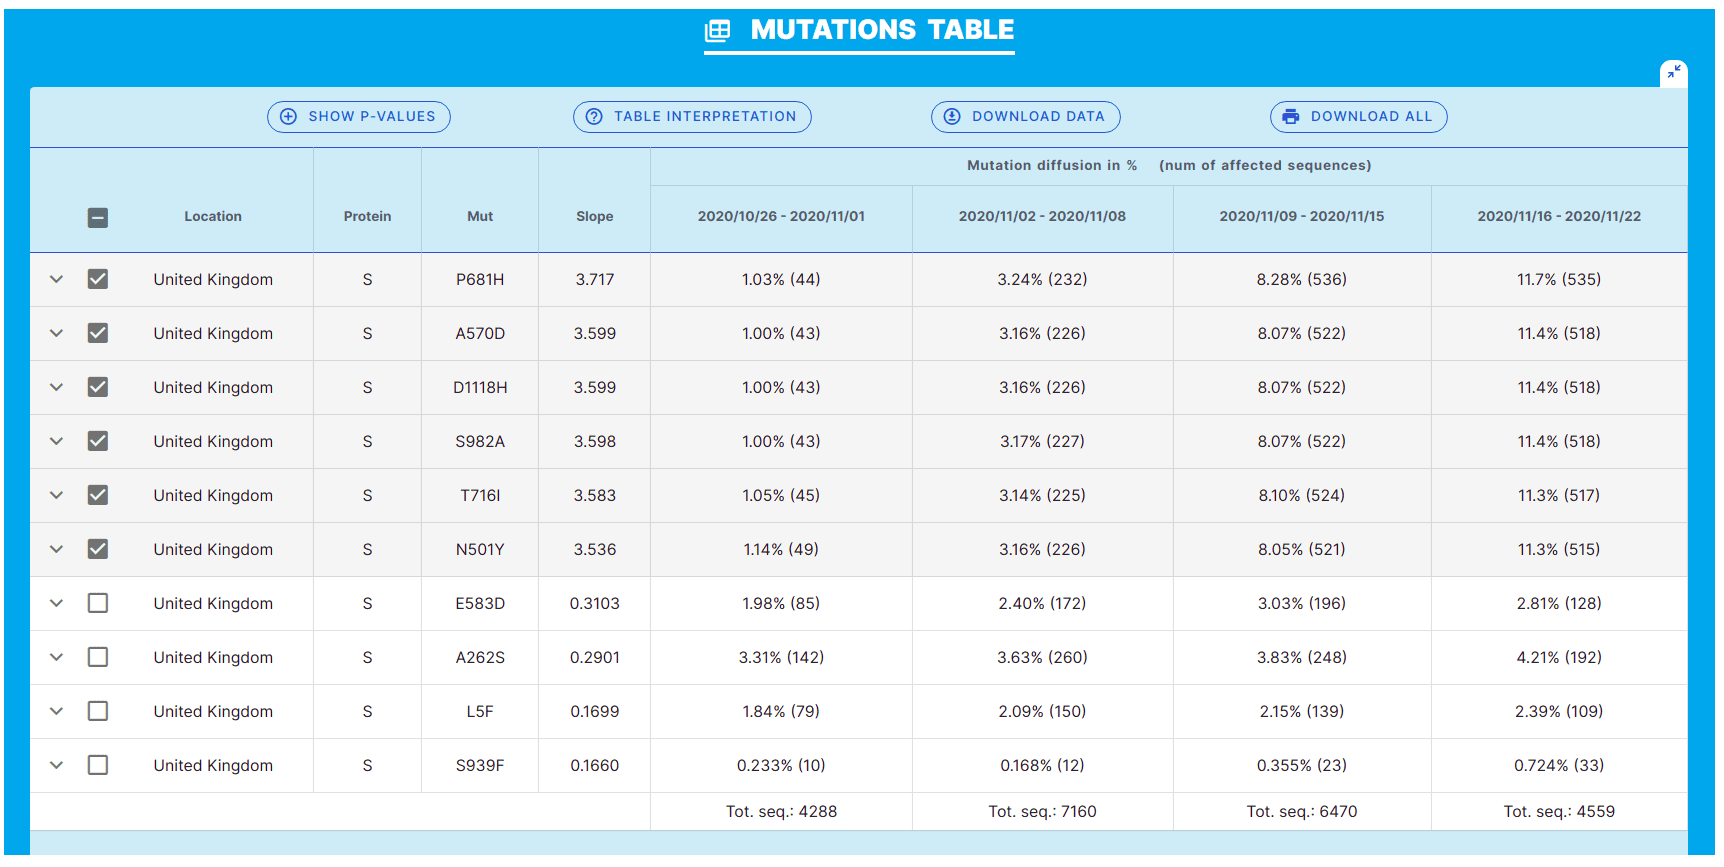 MUTATIONS TABLE
SHOW P-VALUES TABLE INTERPRETATION DOWNLOAD DATA DOWNLOAD ALL
Mutation diffusion in % (num of affected sequences)
Location Protein Mut Slope 2020/10/26 - 2020/11/01 2020/11/02 - 2020/11/08 2020/11/09 - 2020/11/15 2020/11/16 - 2020/11/22
United Kingdom S P681H 3.717 1.03% (44) 3.24% (232) 8.28% (536) 11.7% (535)
United Kingdom S A570D 3.599 1.00% (43) 3.16% (226) 8.07% (522) 11.4% (518)
United Kingdom S D1118H 3.599 1.00% (43) 3.16% (226) 8.07% (522) 11.4% (518)
United Kingdom S S982A 3.598 1.00% (43) 3.17% (227) 8.07% (522) 11.4% (518)
United Kingdom S T716I 3.583 1.05% (45) 3.14% (225) 8.10% (524) 11.3% (517)
United Kingdom S N501Y 3.536 1.14% (49) 3.16% (226) 8.05% (521) 11.3% (515)
United Kingdom S E583D 0.3103 1.98% (85) 2.40% (172) 3.03% (196) 2.81% (128)
United Kingdom S A262S 0.2901 3.31% (142) 3.63% (260) 3.83% (248) 4.21% (192)
United Kingdom S L5F 0.1699 1.84% (79) 2.09% (150) 2.15% (139) 2.39% (109)
United Kingdom S S939F 0.1660 0.233% (10) 0.168% (12) 0.355% (23) 0.724% (33)
Tot. seq.: 4288 Tot. seq.: 7160 Tot. seq.: 6470 Tot. seq.: 4559